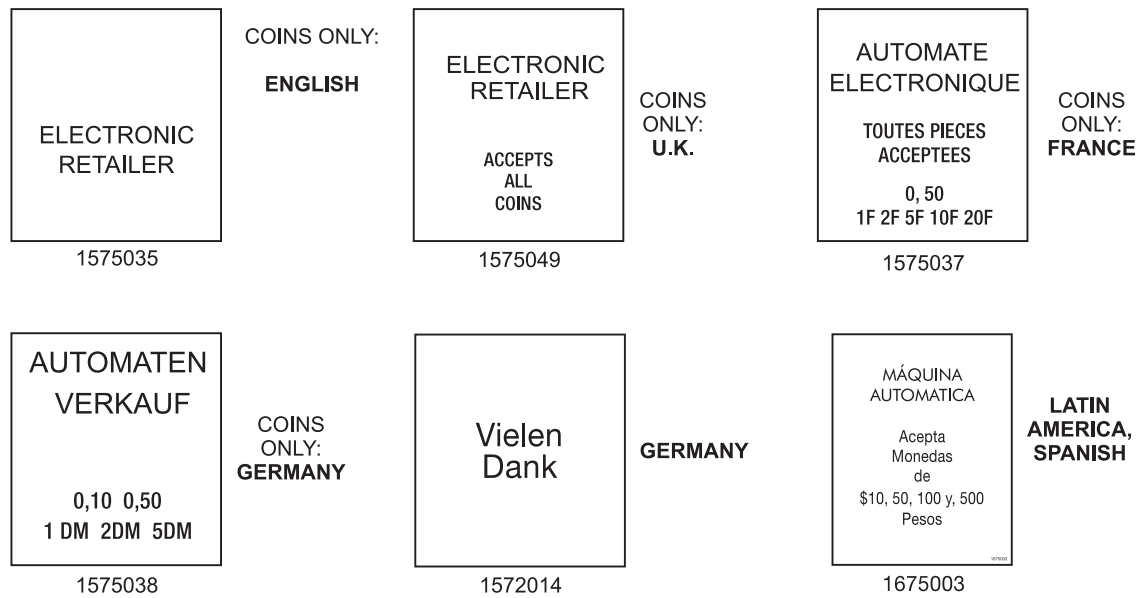 ELECTRONIC
RETAILER
1575035
COINS ONLY:
ENGLISH
ELECTRONIC
RETAILER
ACCEPTS
ALL
COINS
1575049
COINS
ONLY:
U.K.
AUTOMATE
ELECTRONIQUE
TOUTES PIECES
ACCEPTEES
0, 50
1F 2F 5F 10F 20F
1575037
COINS
ONLY:
FRANCE
AUTOMATEN
VERKAUF
0,10 0,50
1 DM 2DM 5DM
1575038
COINS
ONLY:
GERMANY
Vielen
Dank
1572014
GERMANY
MÁQUINA
AUTOMATICA
Acepta
Monedas
de
$10, 50, 100 y, 500
Pesos
1675003
1675003
LATIN
AMERICA,
SPANISH